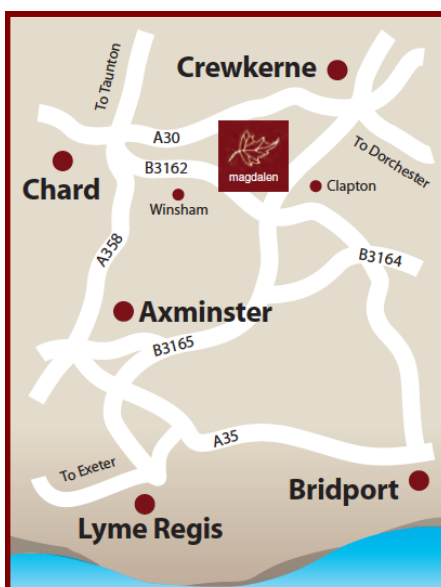 To Taunton
Crewkerne
A30
To Dorchester
B3162
magdalen
Chard
Clapton
Winsham
A358
B3164
Axminster
B3165
A35
To Exeter
Bridport
Lyme Regis